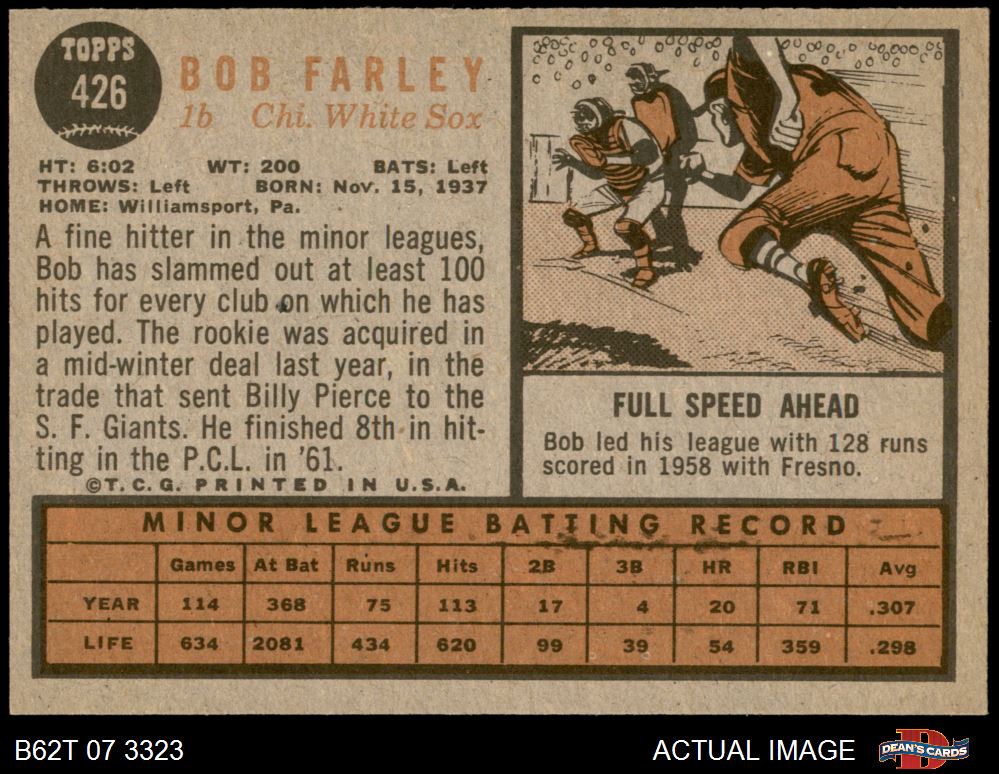 TOPPS
426
BOB FARLEY
1b Chi. White Sox
HT: 6:02 WT: 200 BATS: Left
THROWS: Left BORN: Nov. 15, 1937
HOME: Williamsport, Pa.
A fine hitter in the minor leagues,
Bob has slammed out at least 100
hits for every club on which he has
played. The rookie was acquired in
a mid-winter deal last year, in the
trade that sent Billy Pierce to the
S. F. Giants. He finished 8th in hit-
ting in the P.C.L. in '61.
©T.C.G. PRINTED IN U.S.A.
FULL SPEED AHEAD
Bob led his league with 128 runs
scored in 1958 with Fresno.
MINOR LEAGUE BATTING RECORD
Games At Bat Runs Hits 2B 3B HR RBI Avg
YEAR 114 368 75 113 17 4 20 71 .307
LIFE 634 2081 434 620 99 39 54 359 .298
B62T 07 3323 ACTUAL IMAGE DEAN'S CARDS